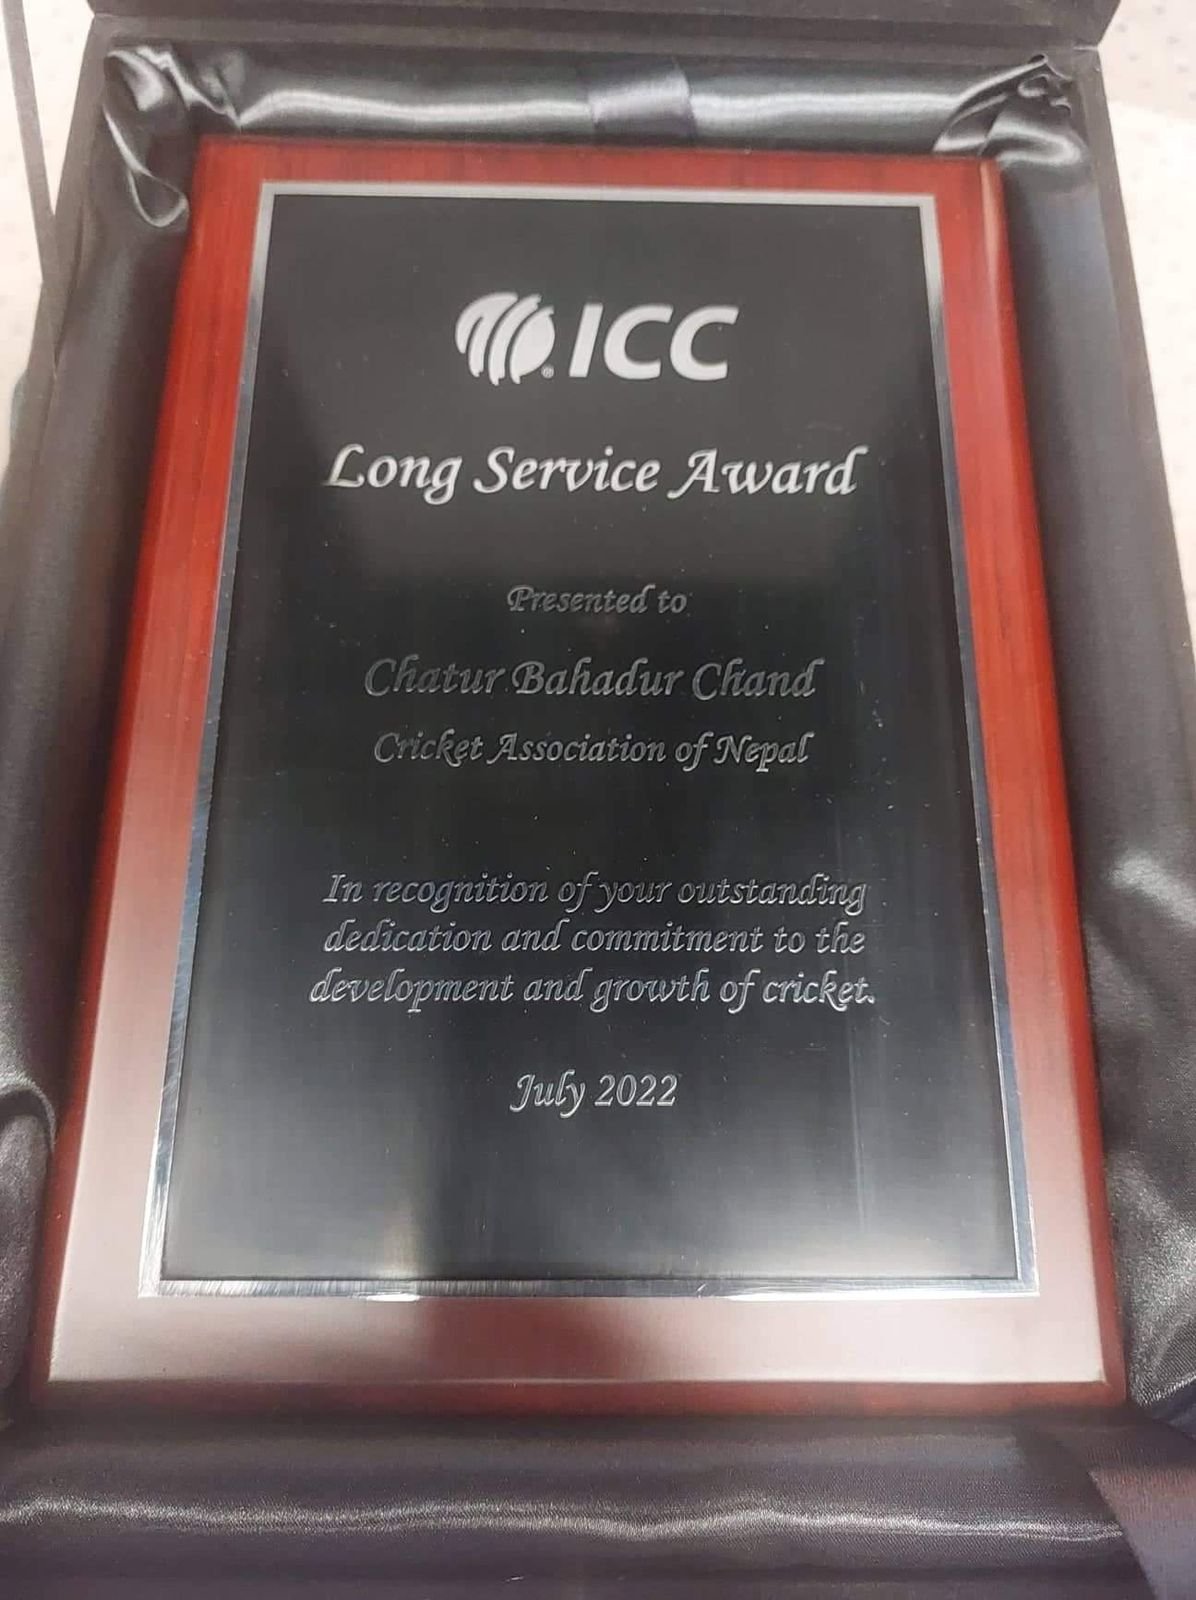 ICC
Long Service Award
Presented to
Chatur Bahadur Chand
Cricket Association of Nepal
In recognition of your outstanding
dedication and commitment to the
development and growth of cricket.
July 2022